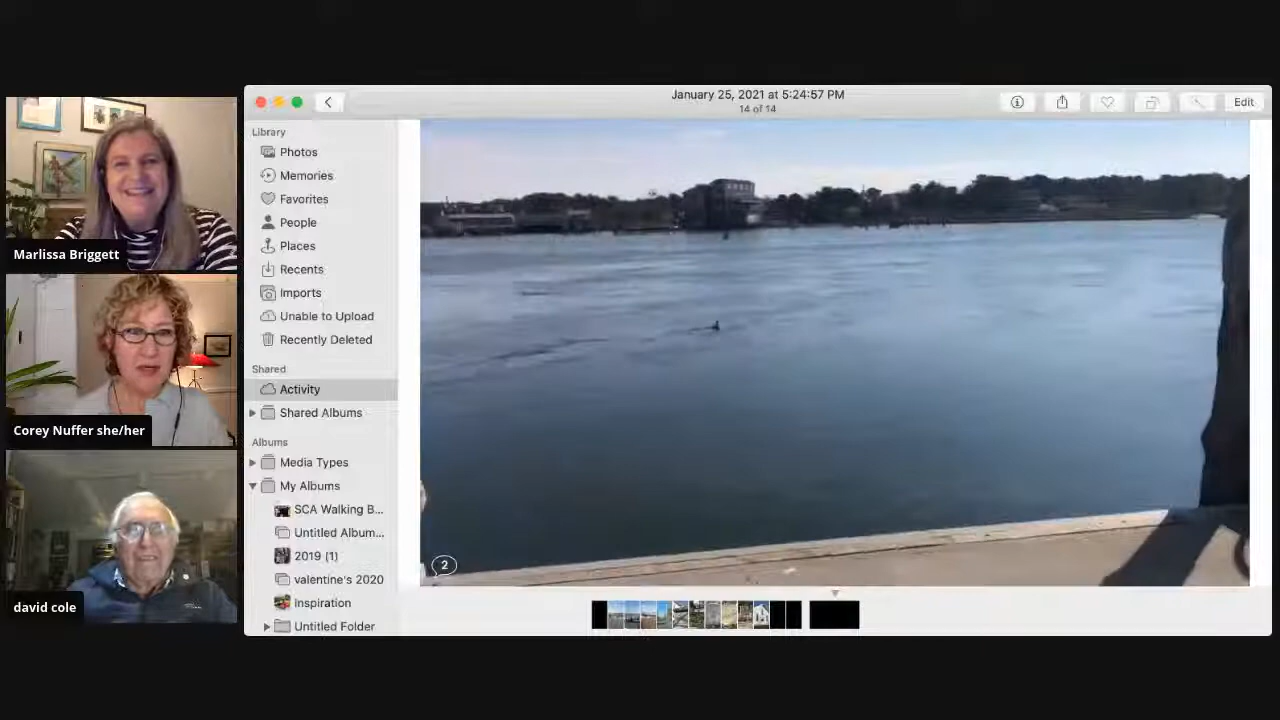 Marlissa Briggett
Corey Nuffer she/her
david cole
January 25, 2021 at 5:24:57 PM
14 of 14
Edit
Library
Photos
Memories
Favorites
People
Places
Recents
Imports
Unable to Upload
Recently Deleted
Shared
Activity
Shared Albums
Albums
Media Types
My Albums
SCA Walking B...
Untitled Album...
2019 (1)
valentine's 2020
Inspiration
Untitled Folder
2